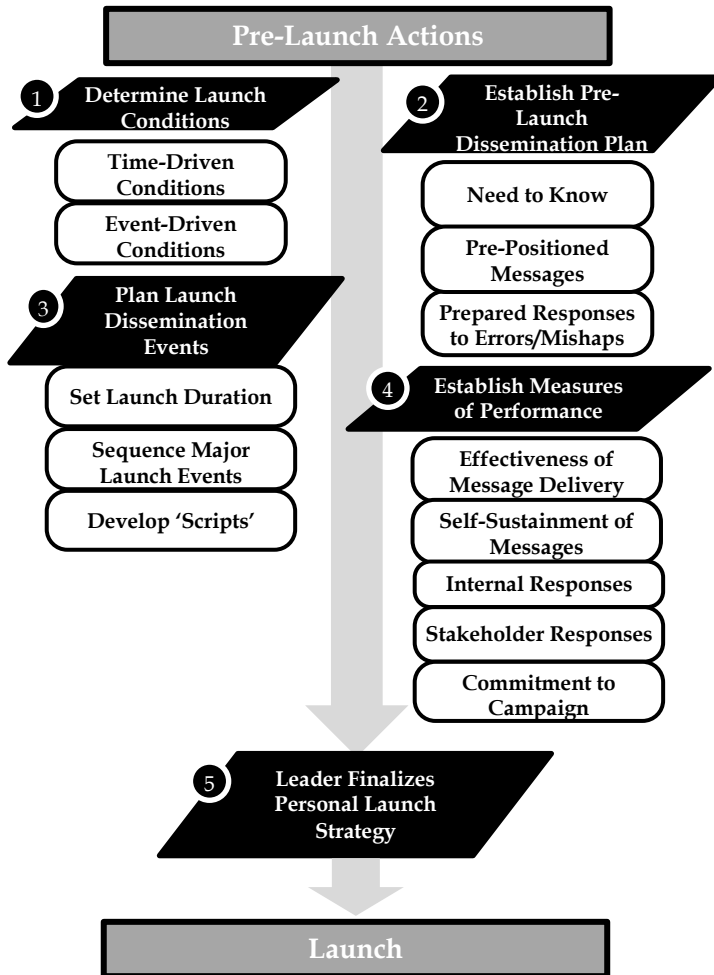 Pre-Launch Actions
1
Determine Launch
Conditions
Time-Driven
Conditions
Event-Driven
Conditions
2
Establish Pre-
Launch
Dissemination Plan
Need to Know
Pre-Positioned
Messages
Prepared Responses
to Errors/Mishaps
3
Plan Launch
Dissemination
Events
Set Launch Duration
Sequence Major
Launch Events
Develop ‘Scripts’
4
Establish Measures
of Performance
Effectiveness of
Message Delivery
Self-Sustainment of
Messages
Internal Responses
Stakeholder Responses
Commitment to
Campaign
5
Leader Finalizes
Personal Launch
Strategy
Launch